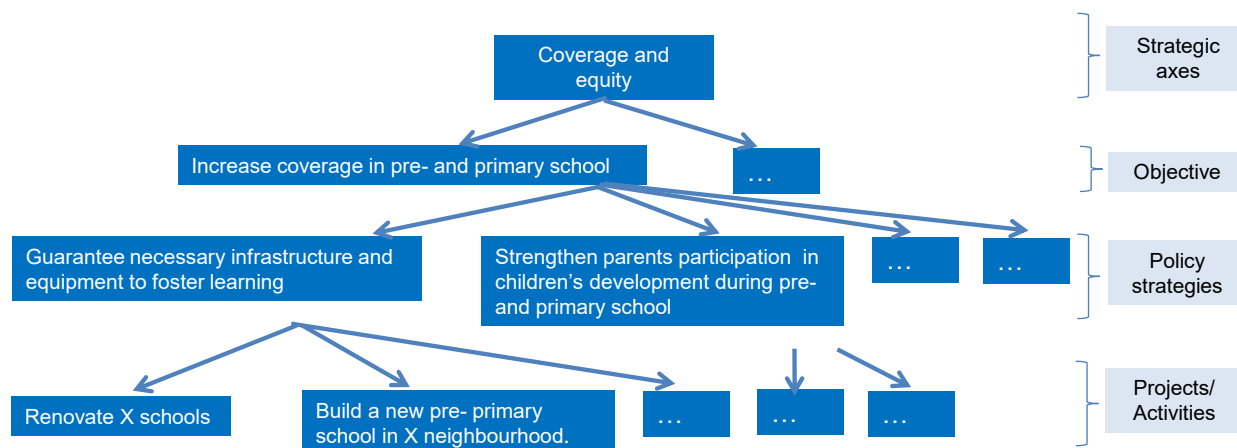 Coverage and
equity
Strategic
axes
Increase coverage in pre- and primary school
...
Objective
Guarantee necessary infrastructure and
equipment to foster learning
Strengthen parents participation in
children's development during pre-
and primary school
...
...
Policy
strategies
Renovate X schools
Build a new pre- primary
school in X neighbourhood.
...
...
...
Projects/
Activities